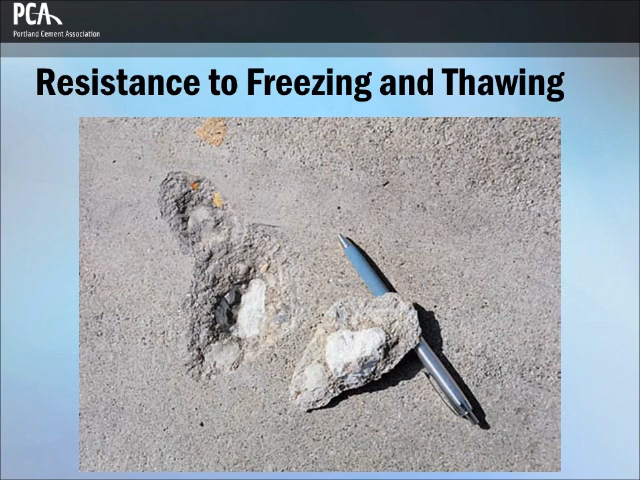 PCA
Portland Cement Association
Resistance to Freezing and Thawing